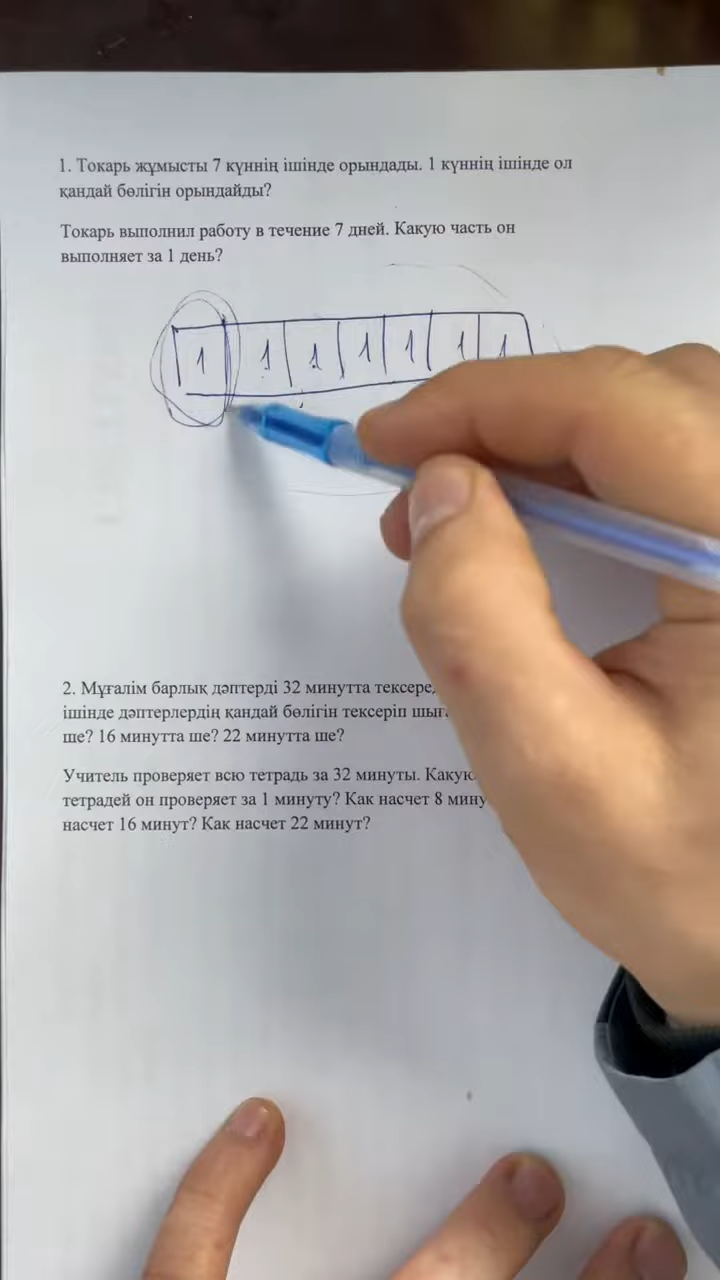 1. Токарь жұмысты 7 күннің ішінде орындады. 1 күннің ішінде ол
қандай бөлігін орындайды?
Токарь выполнил работу в течение 7 дней. Какую часть он
выполняет за 1 день?
1 1 1 1 1 1 1
2. Мұғалім барлық дәптерді 32 минутта
ішінде дәптерлердің қандай бөлігін тексеріп
ше? 16 минутта ше? 22 минутта ше?
Учитель проверяет всю тетрадь за 32 минуты.
тетрадей он проверяет за 1 минуту? Как насчет 8
насчет 16 минут? Как насчет 22 минут?